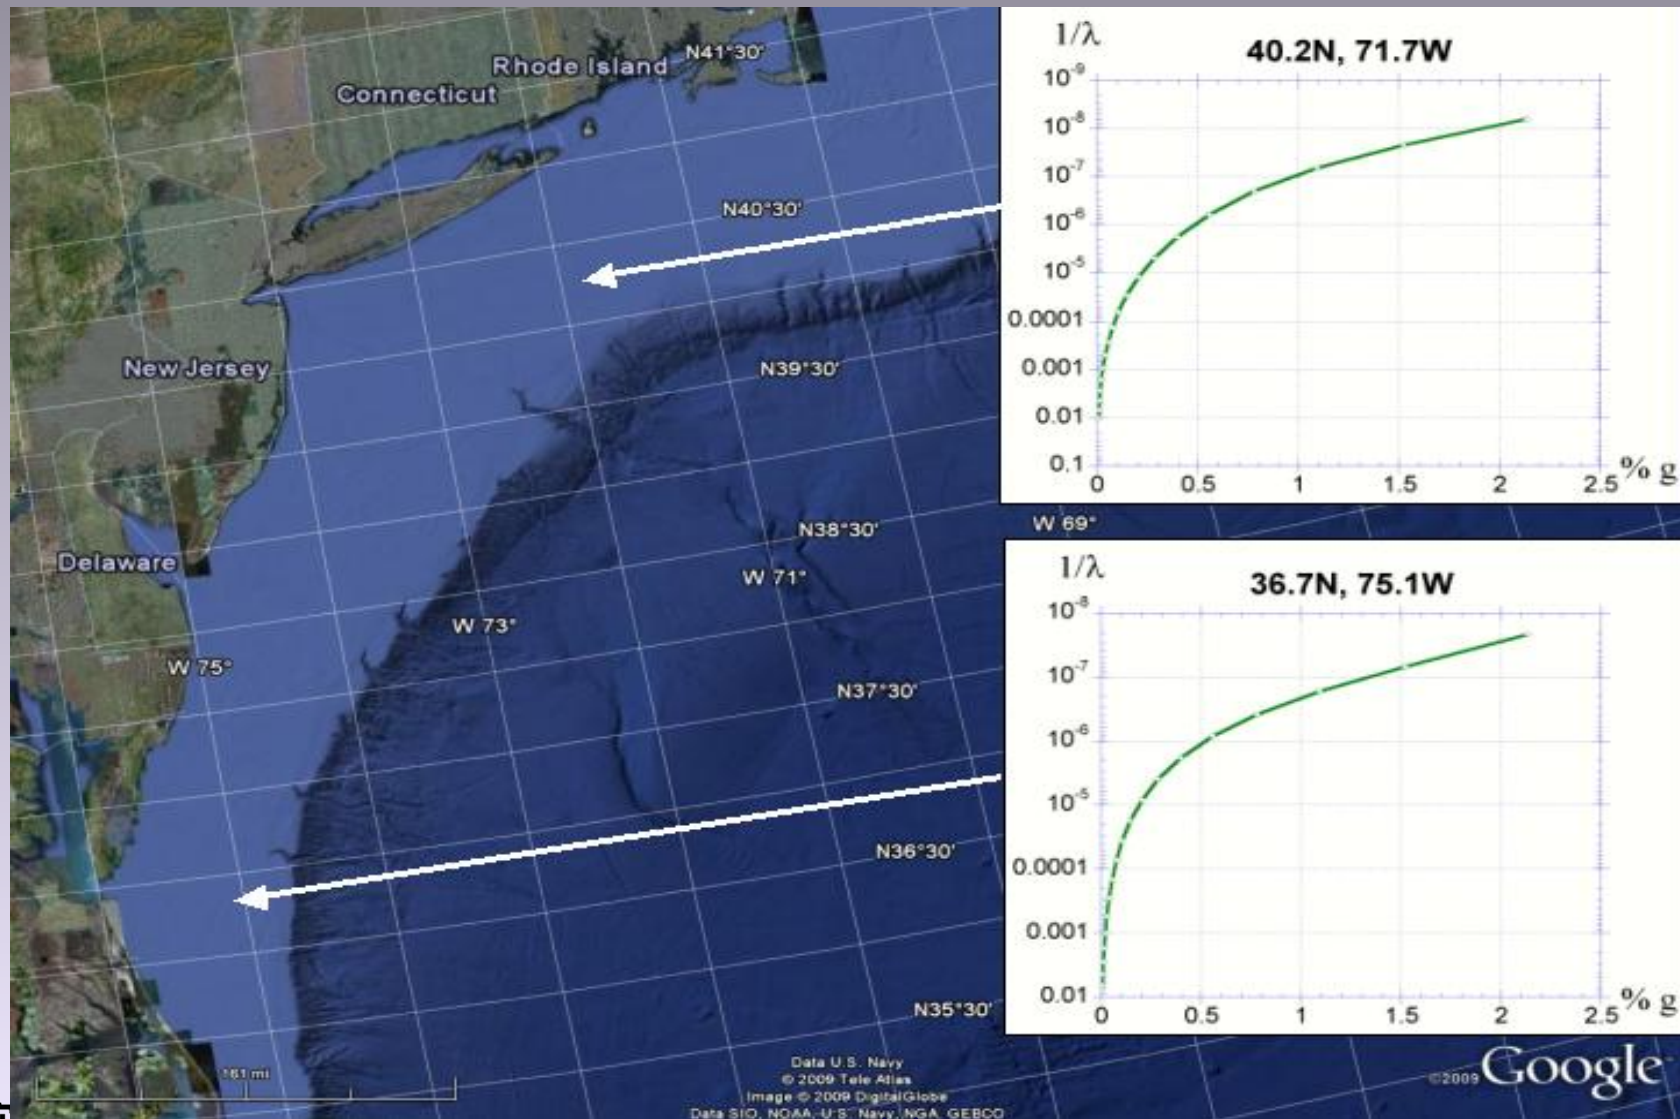 Rhode Island
N41°30'
Connecticut
N40°30'
New Jersey
N39°30'
Delaware
N38°30'
W 69°
W 71°
W 73°
W 75°
N37°30'
N36°30'
N35°30'
161 mi
Data U.S. Navy
© 2009 Tele Atlas
Image © 2009 DigitalGlobe
Data SIO, NOAA, U.S. Navy, NGA, GEBCO
©2009 Google
1/λ
40.2N, 71.7W
10⁻⁹
10⁻⁸
10⁻⁷
10⁻⁶
10⁻⁵
0.0001
0.001
0.01
0.1
0 0.5 1 1.5 2 2.5 % g
1/λ
36.7N, 75.1W
10⁻⁸
10⁻⁷
10⁻⁶
10⁻⁵
0.0001
0.001
0.01
0 0.5 1 1.5 2 2.5 % g